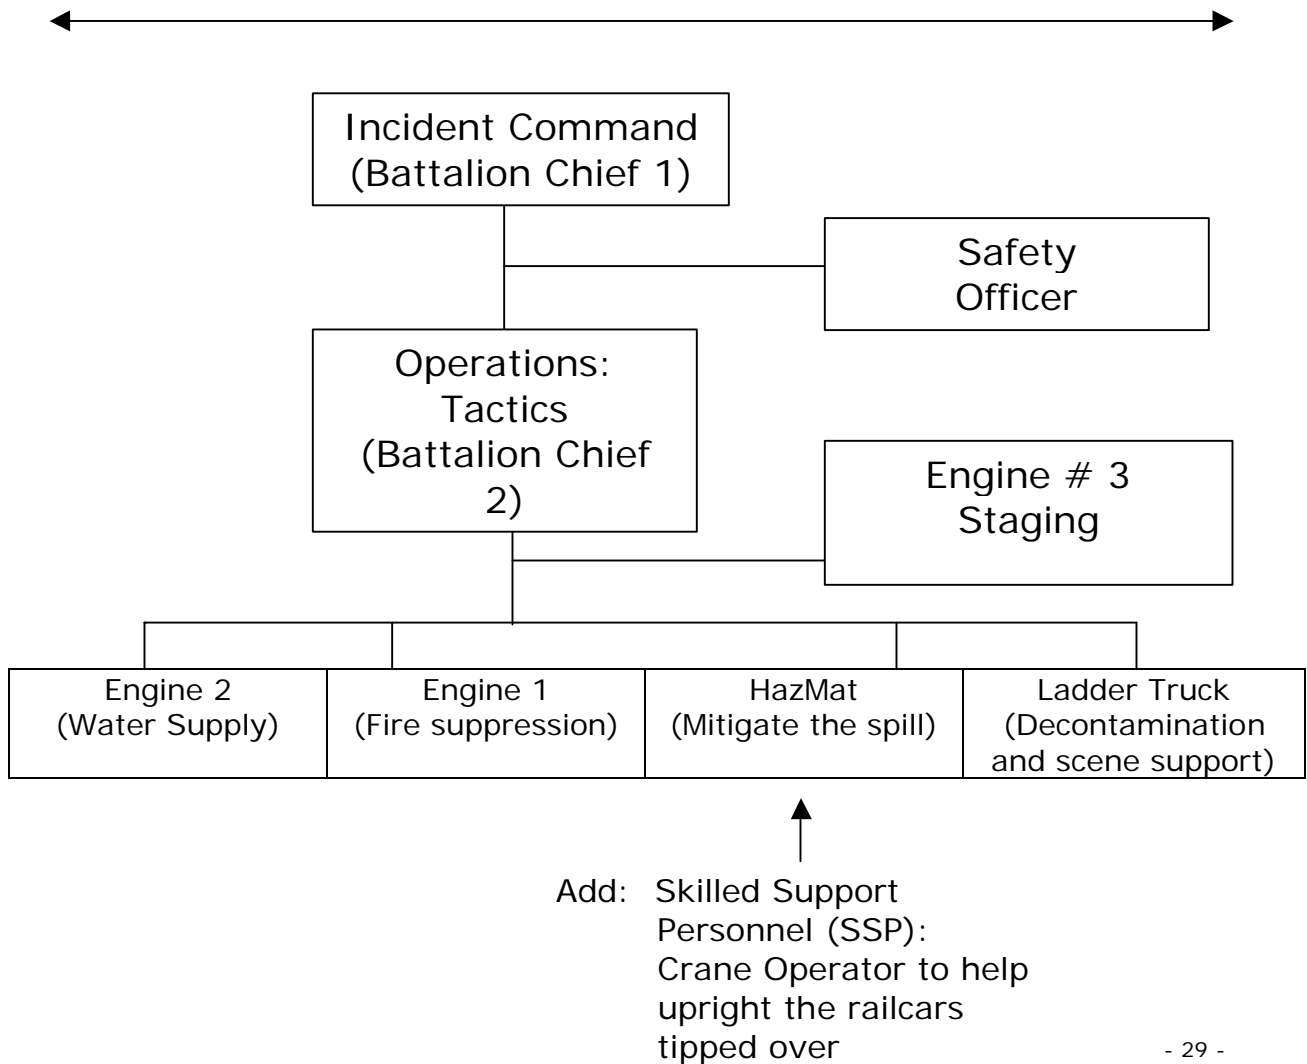 Incident Command
(Battalion Chief 1)
Safety
Officer
Operations:
Tactics
(Battalion Chief
2)
Engine # 3
Staging
Engine 2
(Water Supply)
Engine 1
(Fire suppression)
HazMat
(Mitigate the spill)
Ladder Truck
(Decontamination
and scene support)
Add: Skilled Support
Personnel (SSP):
Crane Operator to help
upright the railcars
tipped over
- 29 -